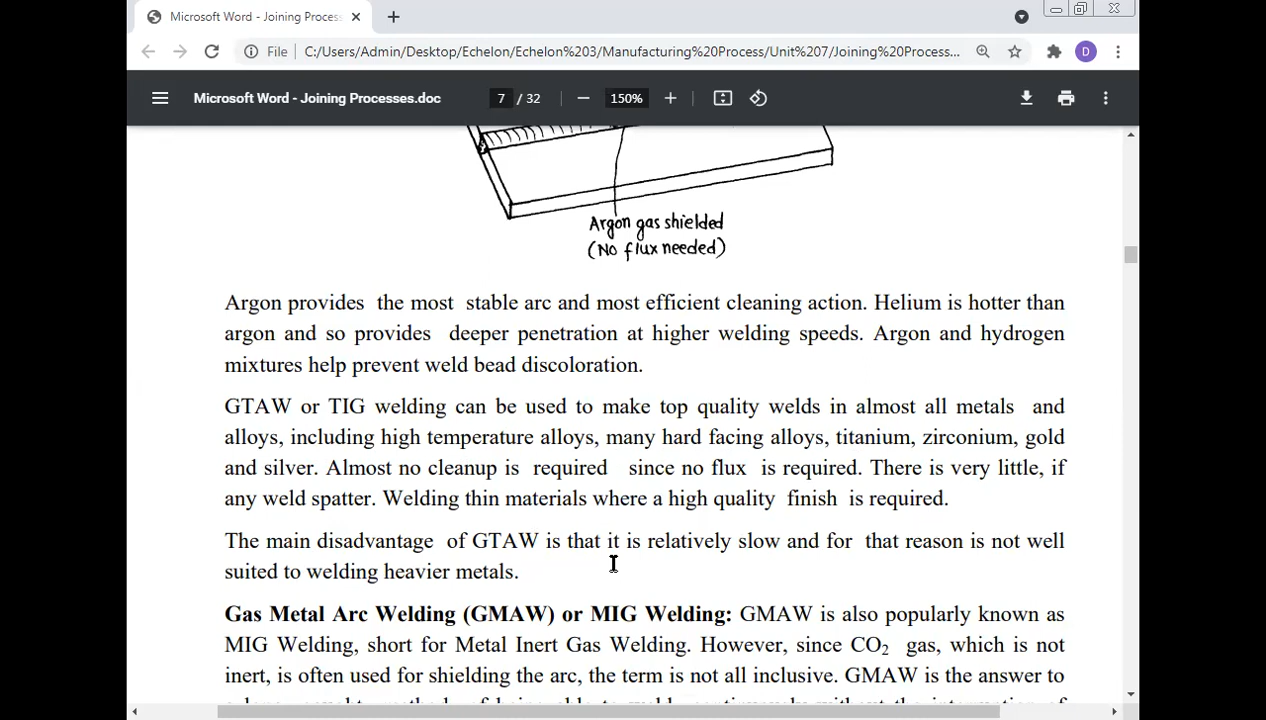 Microsoft Word - Joining Process
File
C:/Users/Admin/Desktop/Echelon/Echelon%203/Manufacturing%20Process/Unit%207/Joining%20Process...
D
Microsoft Word - Joining Processes.doc
7 / 32
150%
Argon gas shielded
(No flux needed)
Argon provides the most stable arc and most efficient cleaning action. Helium is hotter than
argon and so provides deeper penetration at higher welding speeds. Argon and hydrogen
mixtures help prevent weld bead discoloration.
GTAW or TIG welding can be used to make top quality welds in almost all metals and
alloys, including high temperature alloys, many hard facing alloys, titanium, zirconium, gold
and silver. Almost no cleanup is required since no flux is required. There is very little, if
any weld spatter. Welding thin materials where a high quality finish is required.
The main disadvantage of GTAW is that it is relatively slow and for that reason is not well
suited to welding heavier metals.
Gas Metal Arc Welding (GMAW) or MIG Welding: GMAW is also popularly known as
MIG Welding, short for Metal Inert Gas Welding. However, since CO2 gas, which is not
inert, is often used for shielding the arc, the term is not all inclusive. GMAW is the answer to